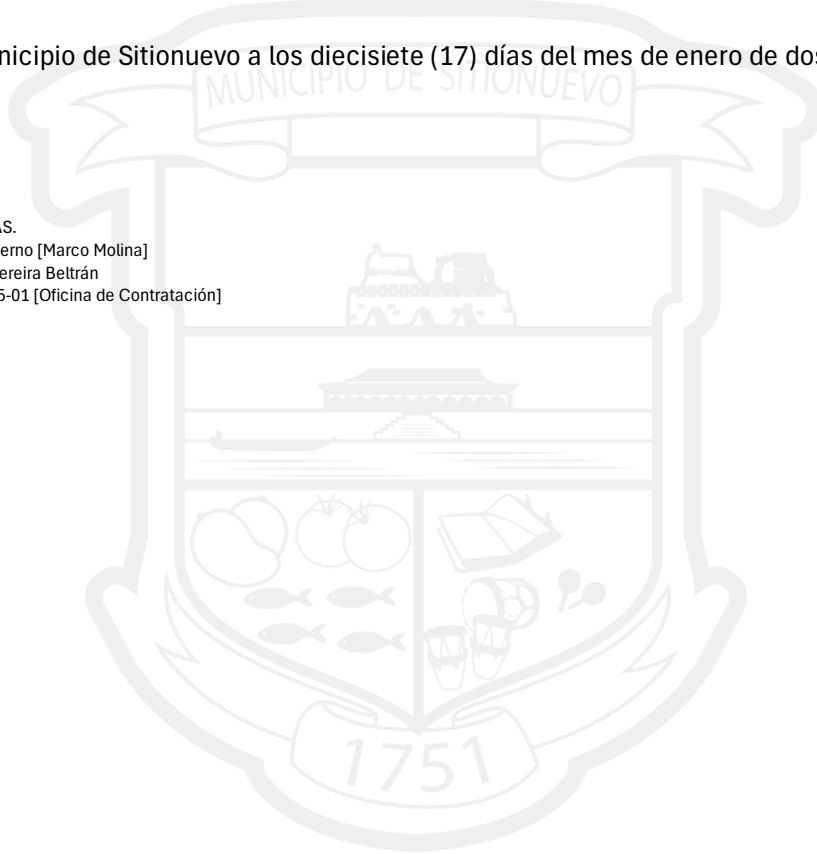 nicipio de Sitionuevo a los diecisiete (17) días del mes de enero de dos
MUNICIPIO DE SITIONUEVO
AS.
erno [Marco Molina]
ereira Beltrán
5-01 [Oficina de Contratación]
1751